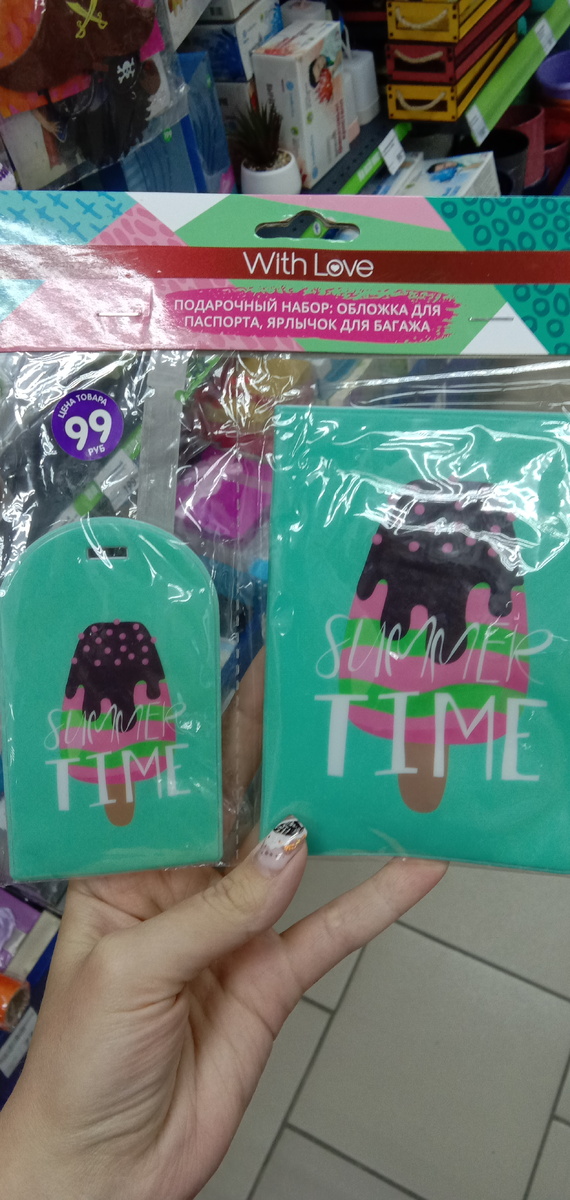 With Love
ПОДАРОЧНЫЙ НАБОР: ОБЛОЖКА ДЛЯ
ПАСПОРТА, ЯРЛЫЧОК ДЛЯ БАГАЖА
ЦЕНА ТОВАРА
99
РУБ
SUMMER
TIME
SUMMER
TIME